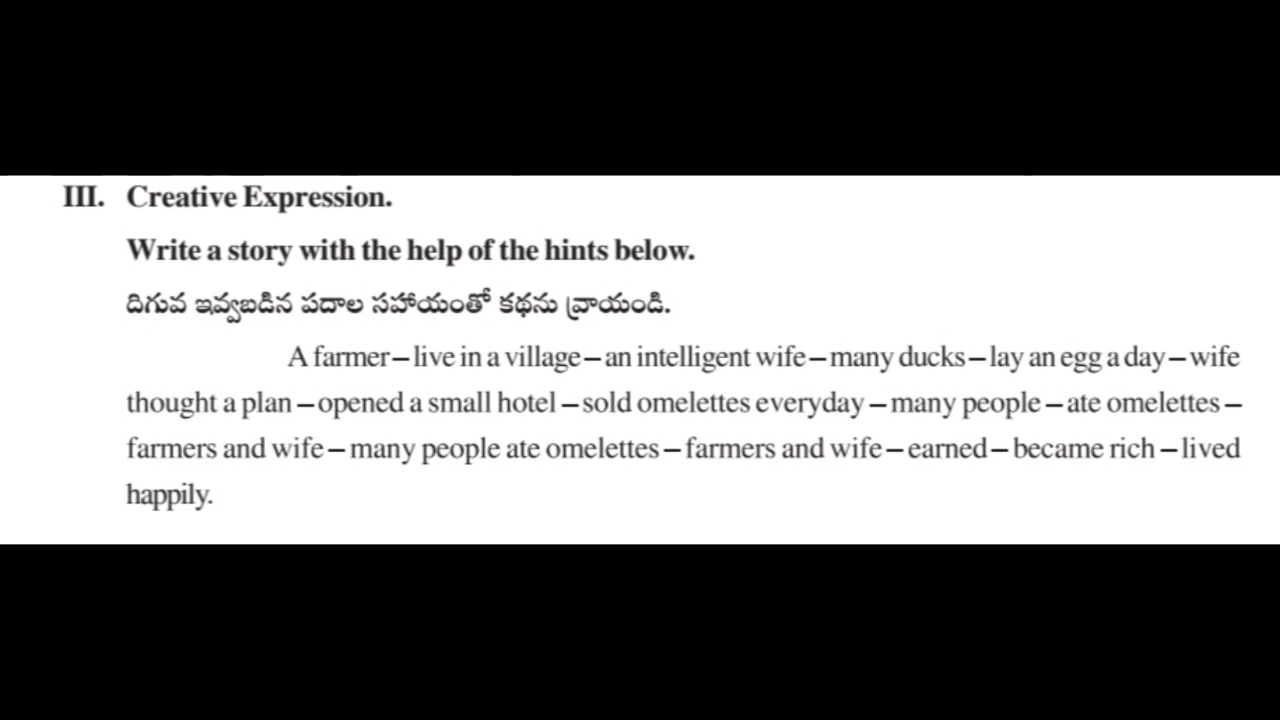 III. Creative Expression.
Write a story with the help of the hints below.
దిగువ ఇవ్వబడిన పదాల సహాయంతో కథను వ్రాయండి.
A farmer – live in a village – an intelligent wife – many ducks – lay an egg a day – wife
thought a plan – opened a small hotel – sold omelettes everyday – many people – ate omelettes –
farmers and wife – many people ate omelettes – farmers and wife – earned – became rich – lived
happily.